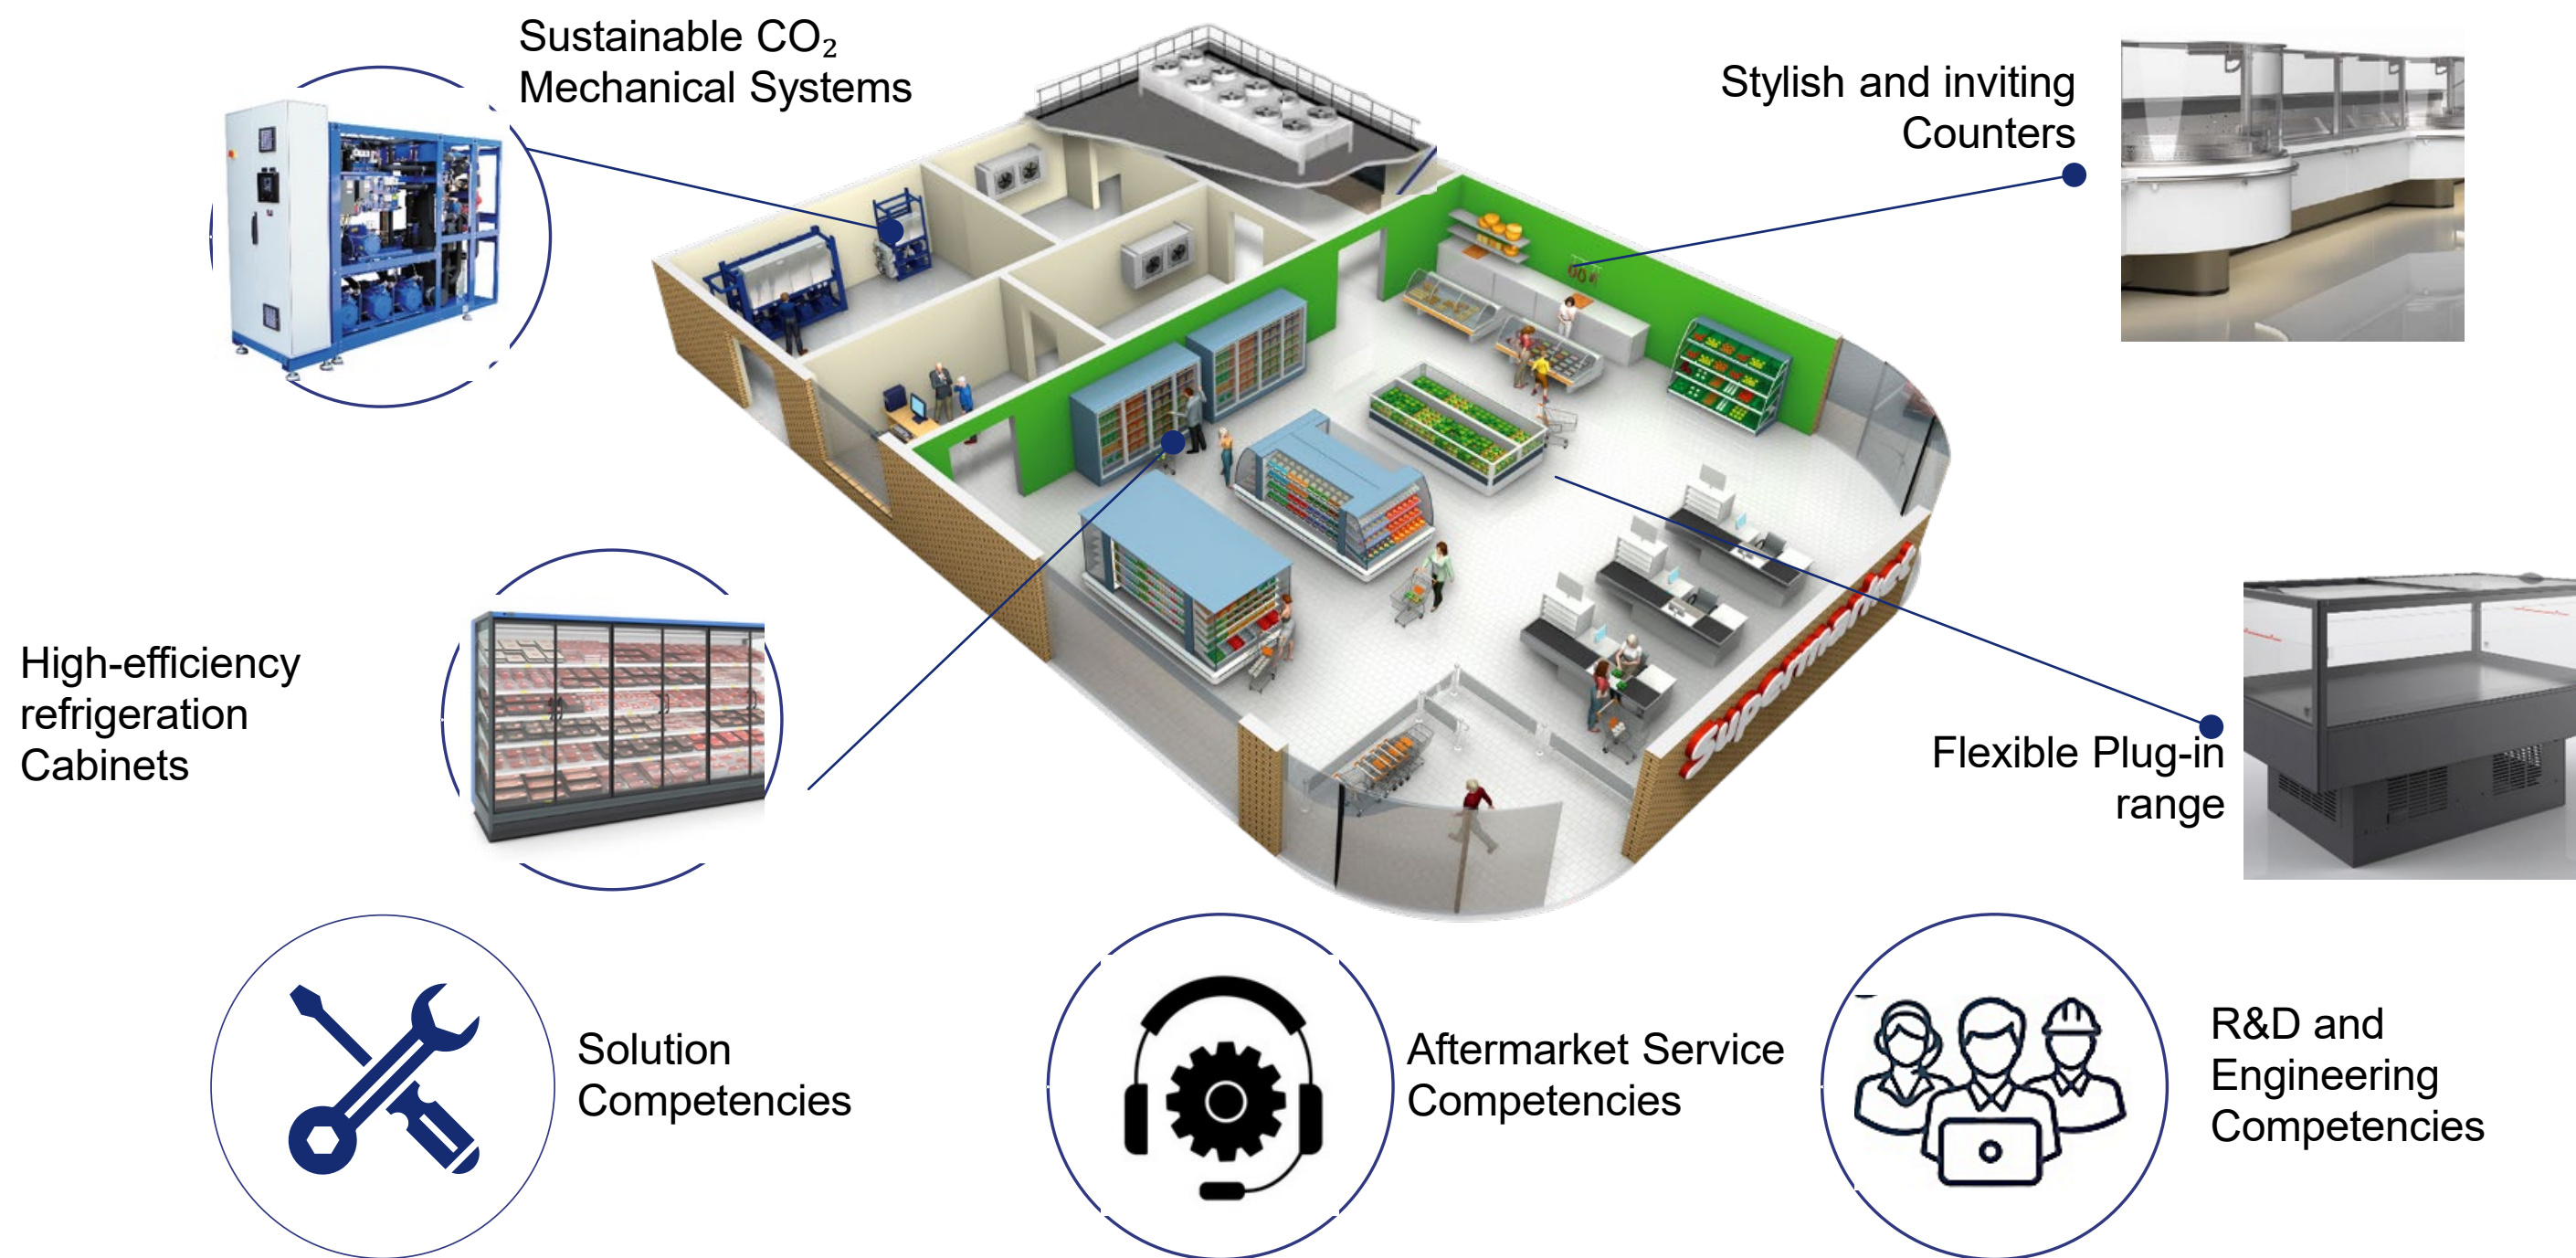 Sustainable CO₂
Mechanical Systems
Stylish and inviting
Counters
High-efficiency
refrigeration
Cabinets
supermarket
Flexible Plug-in
range
Solution
Competencies
Aftermarket Service
Competencies
R&D and
Engineering
Competencies